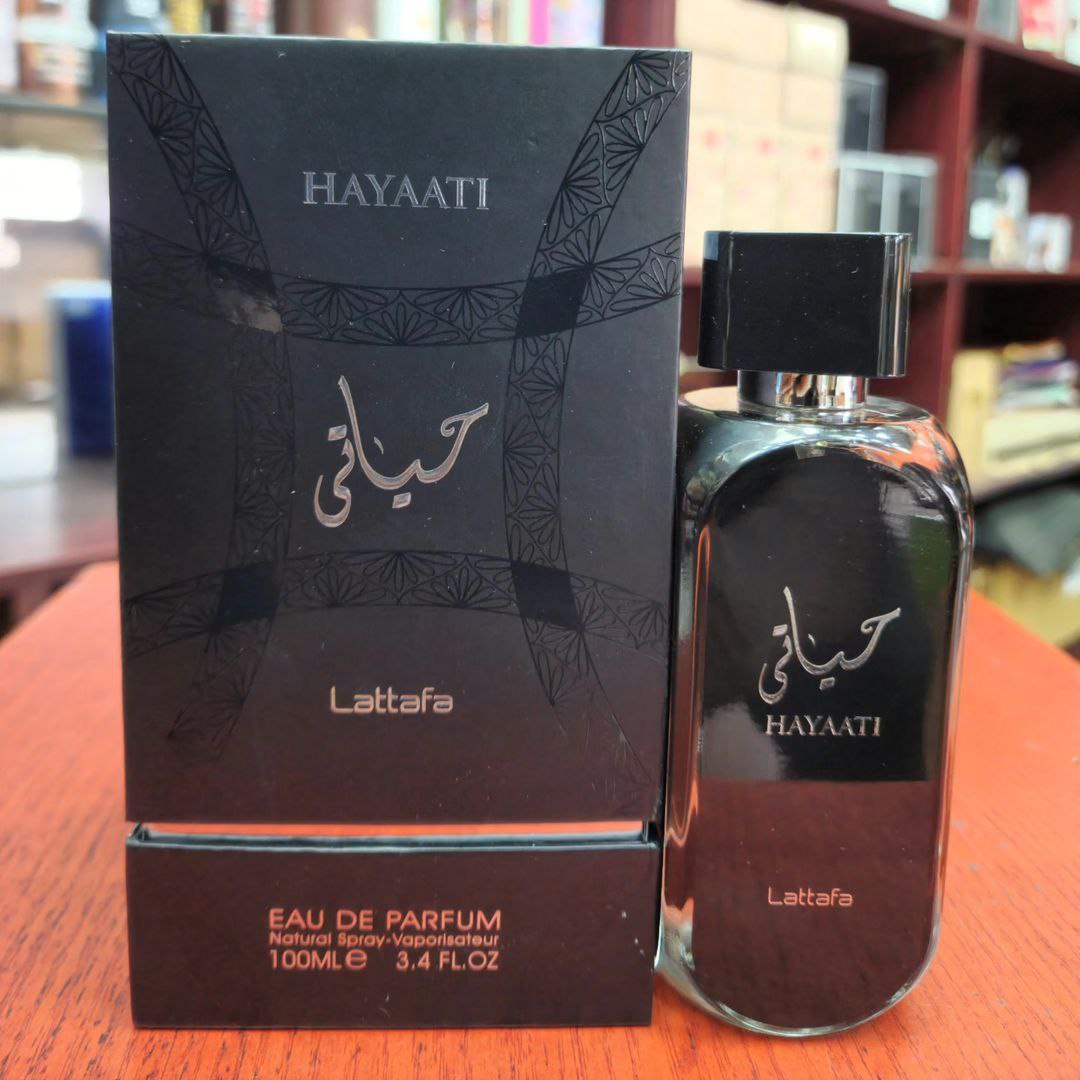 HAYAATI
حياتي
Lattafa
EAU DE PARFUM
Natural Spray-Vaporisateur
100ML℮ 3.4 FL.OZ
حياتي
HAYAATI
Lattafa